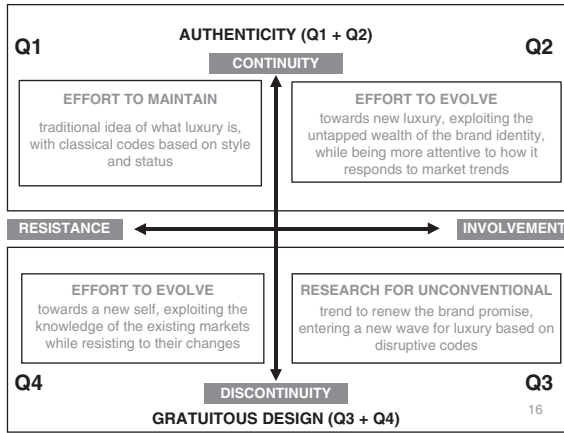 AUTHENTICITY (Q1 + Q2)
Q1
Q2
CONTINUITY
EFFORT TO MAINTAIN
traditional idea of what luxury is,
with classical codes based on style
and status
EFFORT TO EVOLVE
towards new luxury, exploiting the
untapped wealth of the brand identity,
while being more attentive to how it
responds to market trends
RESISTANCE
INVOLVEMENT
EFFORT TO EVOLVE
towards a new self, exploiting the
knowledge of the existing markets
while resisting to their changes
RESEARCH FOR UNCONVENTIONAL
trend to renew the brand promise,
entering a new wave for luxury based on
disruptive codes
Q4
Q3
DISCONTINUITY
GRATUITOUS DESIGN (Q3 + Q4)
16